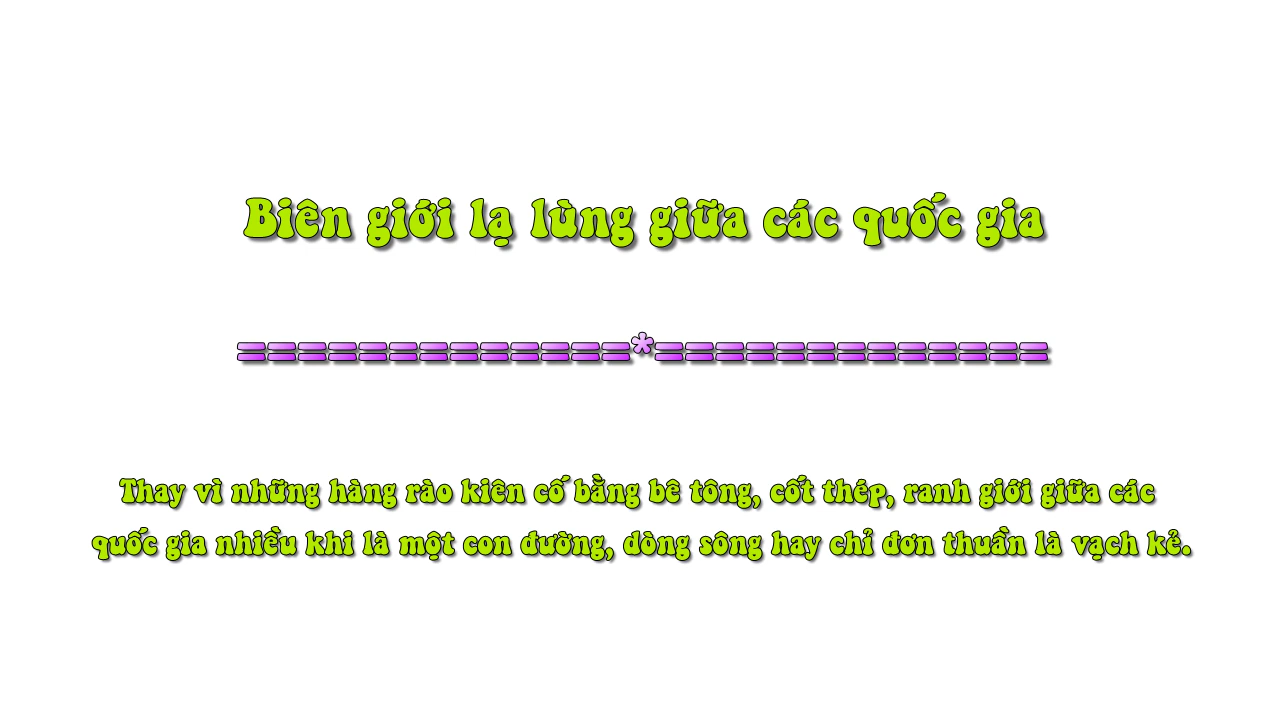 Biên giới lạ lùng giữa các quốc gia
=============*=============
Thay vì những hàng rào kiên cố bằng bê tông, cốt thép, ranh giới giữa các
quốc gia nhiều khi là một con đường, dòng sông hay chỉ đơn thuần là vạch kẻ.